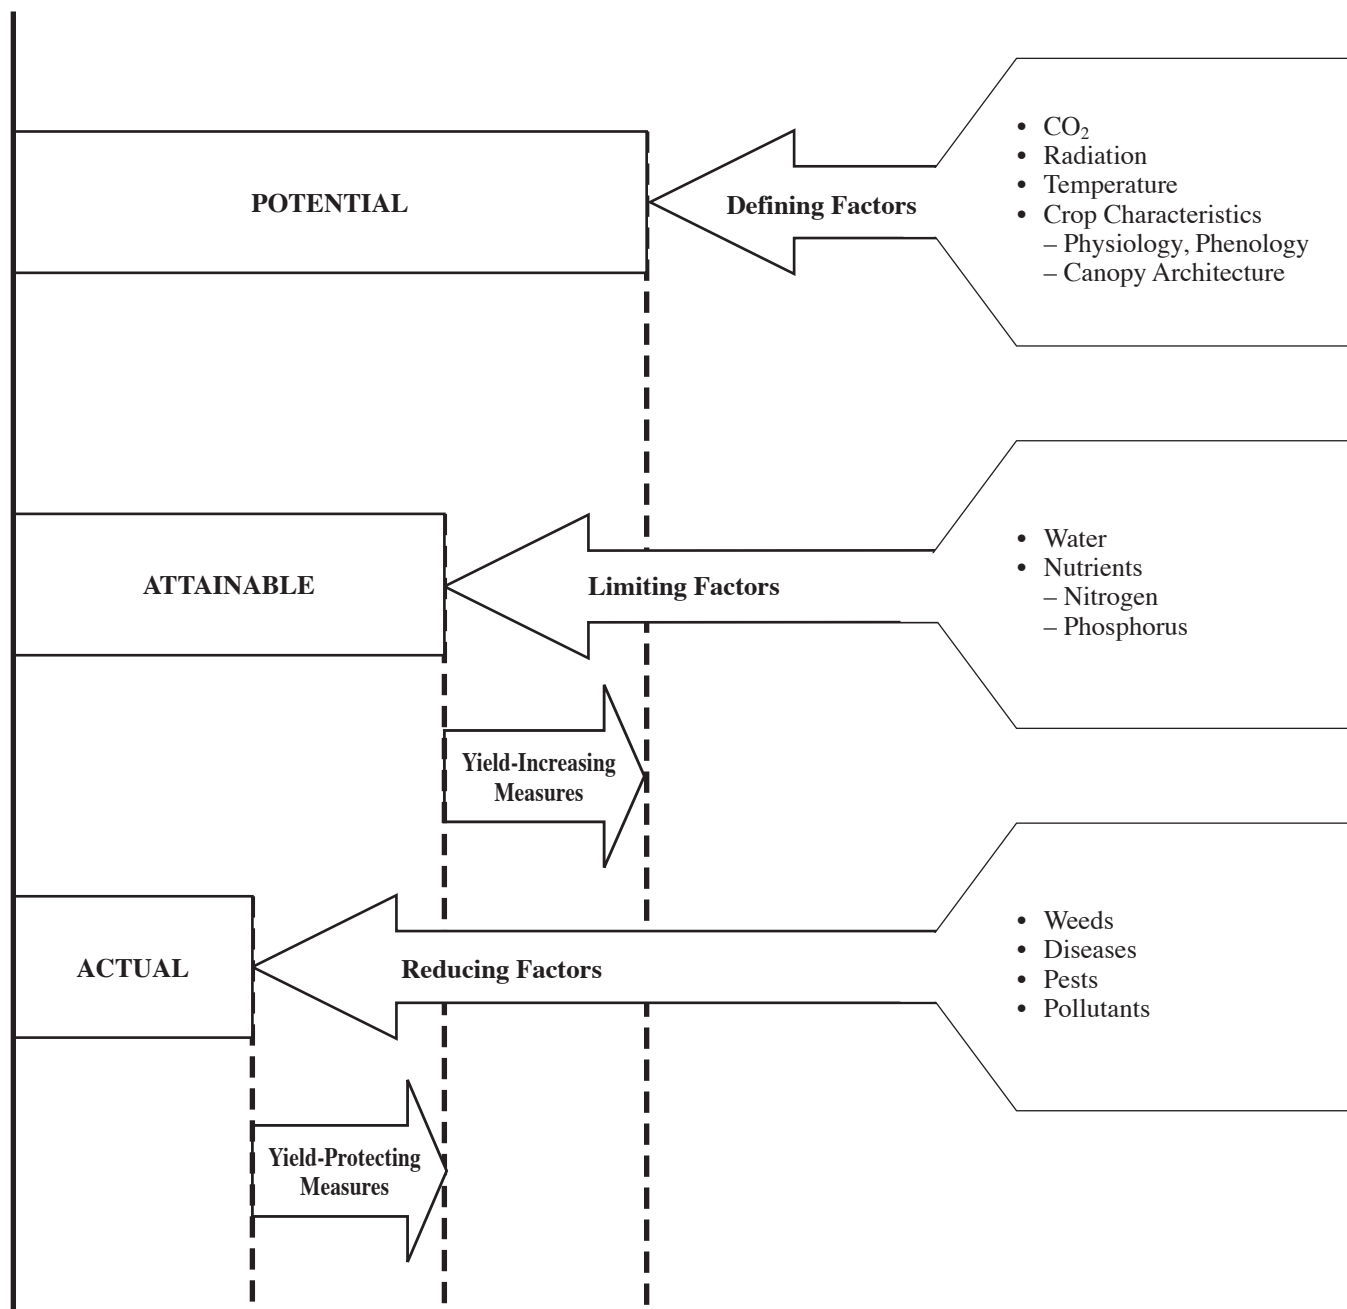 POTENTIAL
Defining Factors
• CO₂
• Radiation
• Temperature
• Crop Characteristics
– Physiology, Phenology
– Canopy Architecture
ATTAINABLE
Limiting Factors
• Water
• Nutrients
– Nitrogen
– Phosphorus
Yield-Increasing
Measures
ACTUAL
Reducing Factors
• Weeds
• Diseases
• Pests
• Pollutants
Yield-Protecting
Measures